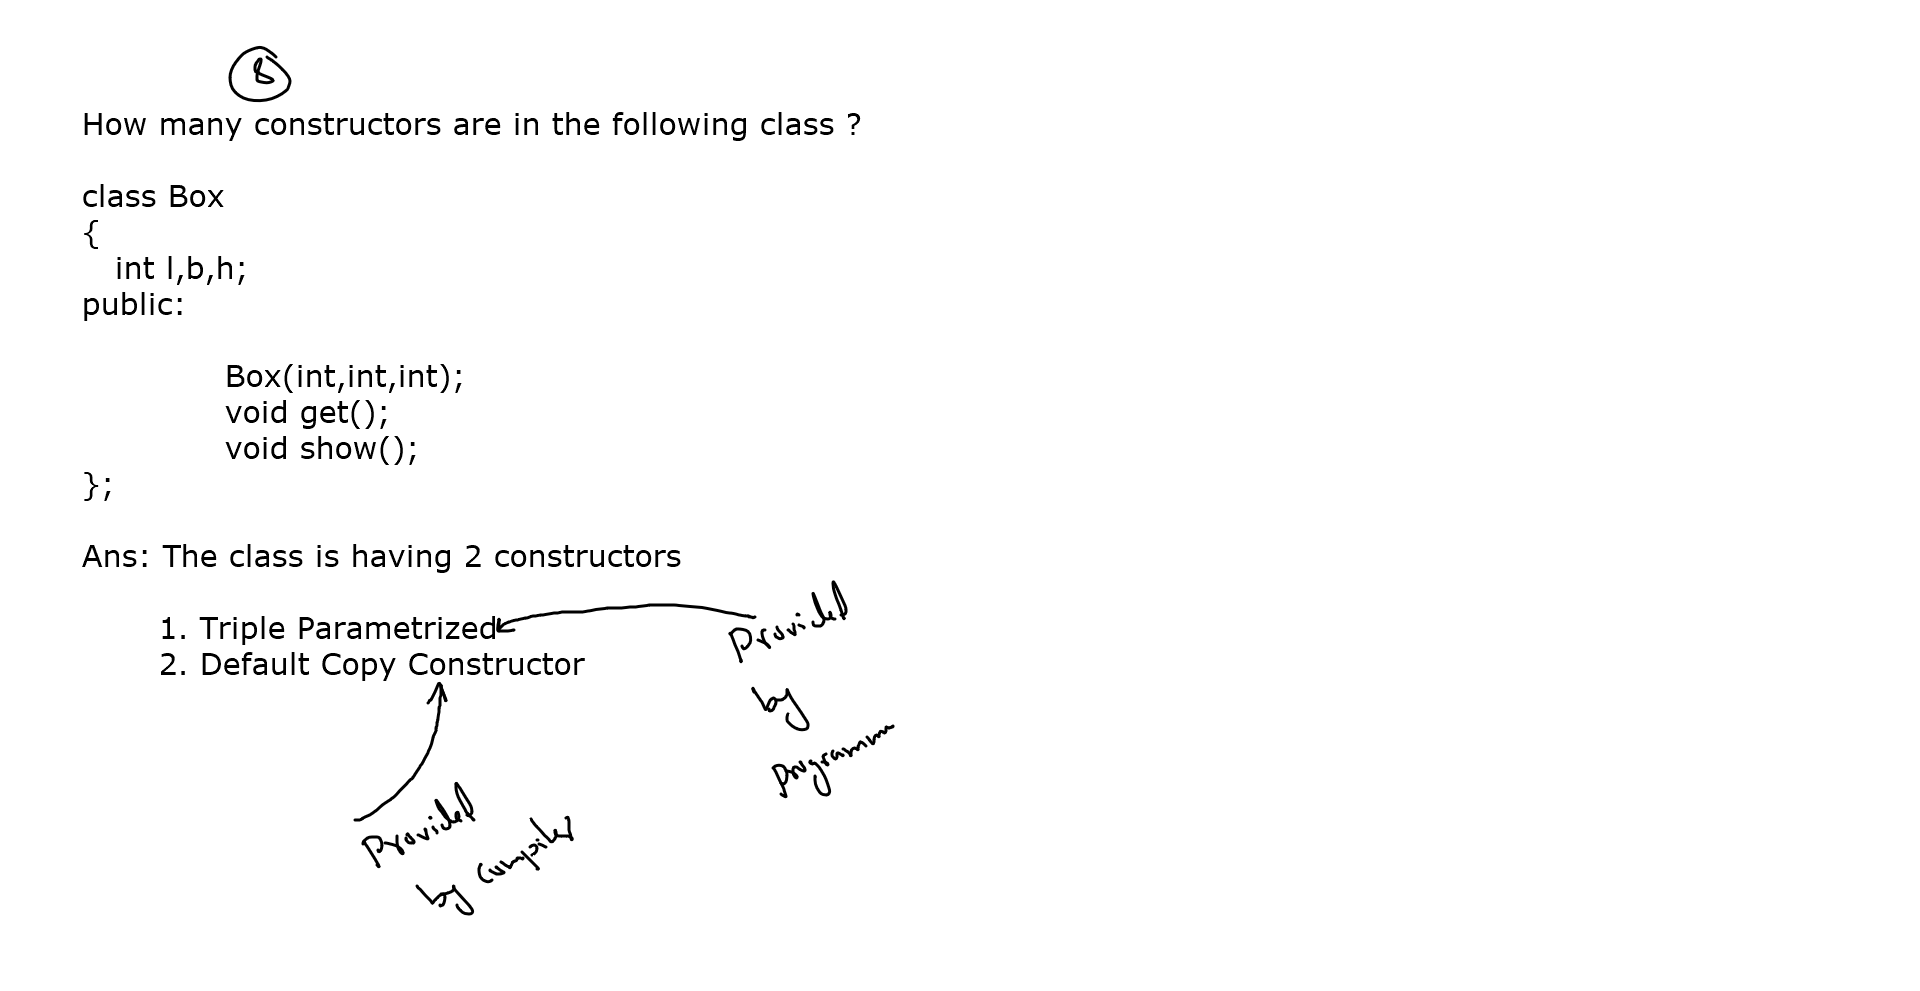 8
How many constructors are in the following class ?
class Box
{
int l,b,h;
public:
Box(int,int,int);
void get();
void show();
};
Ans: The class is having 2 constructors
1. Triple Parametrized
2. Default Copy Constructor
Provided
by
Programm
Provided
by Compiler